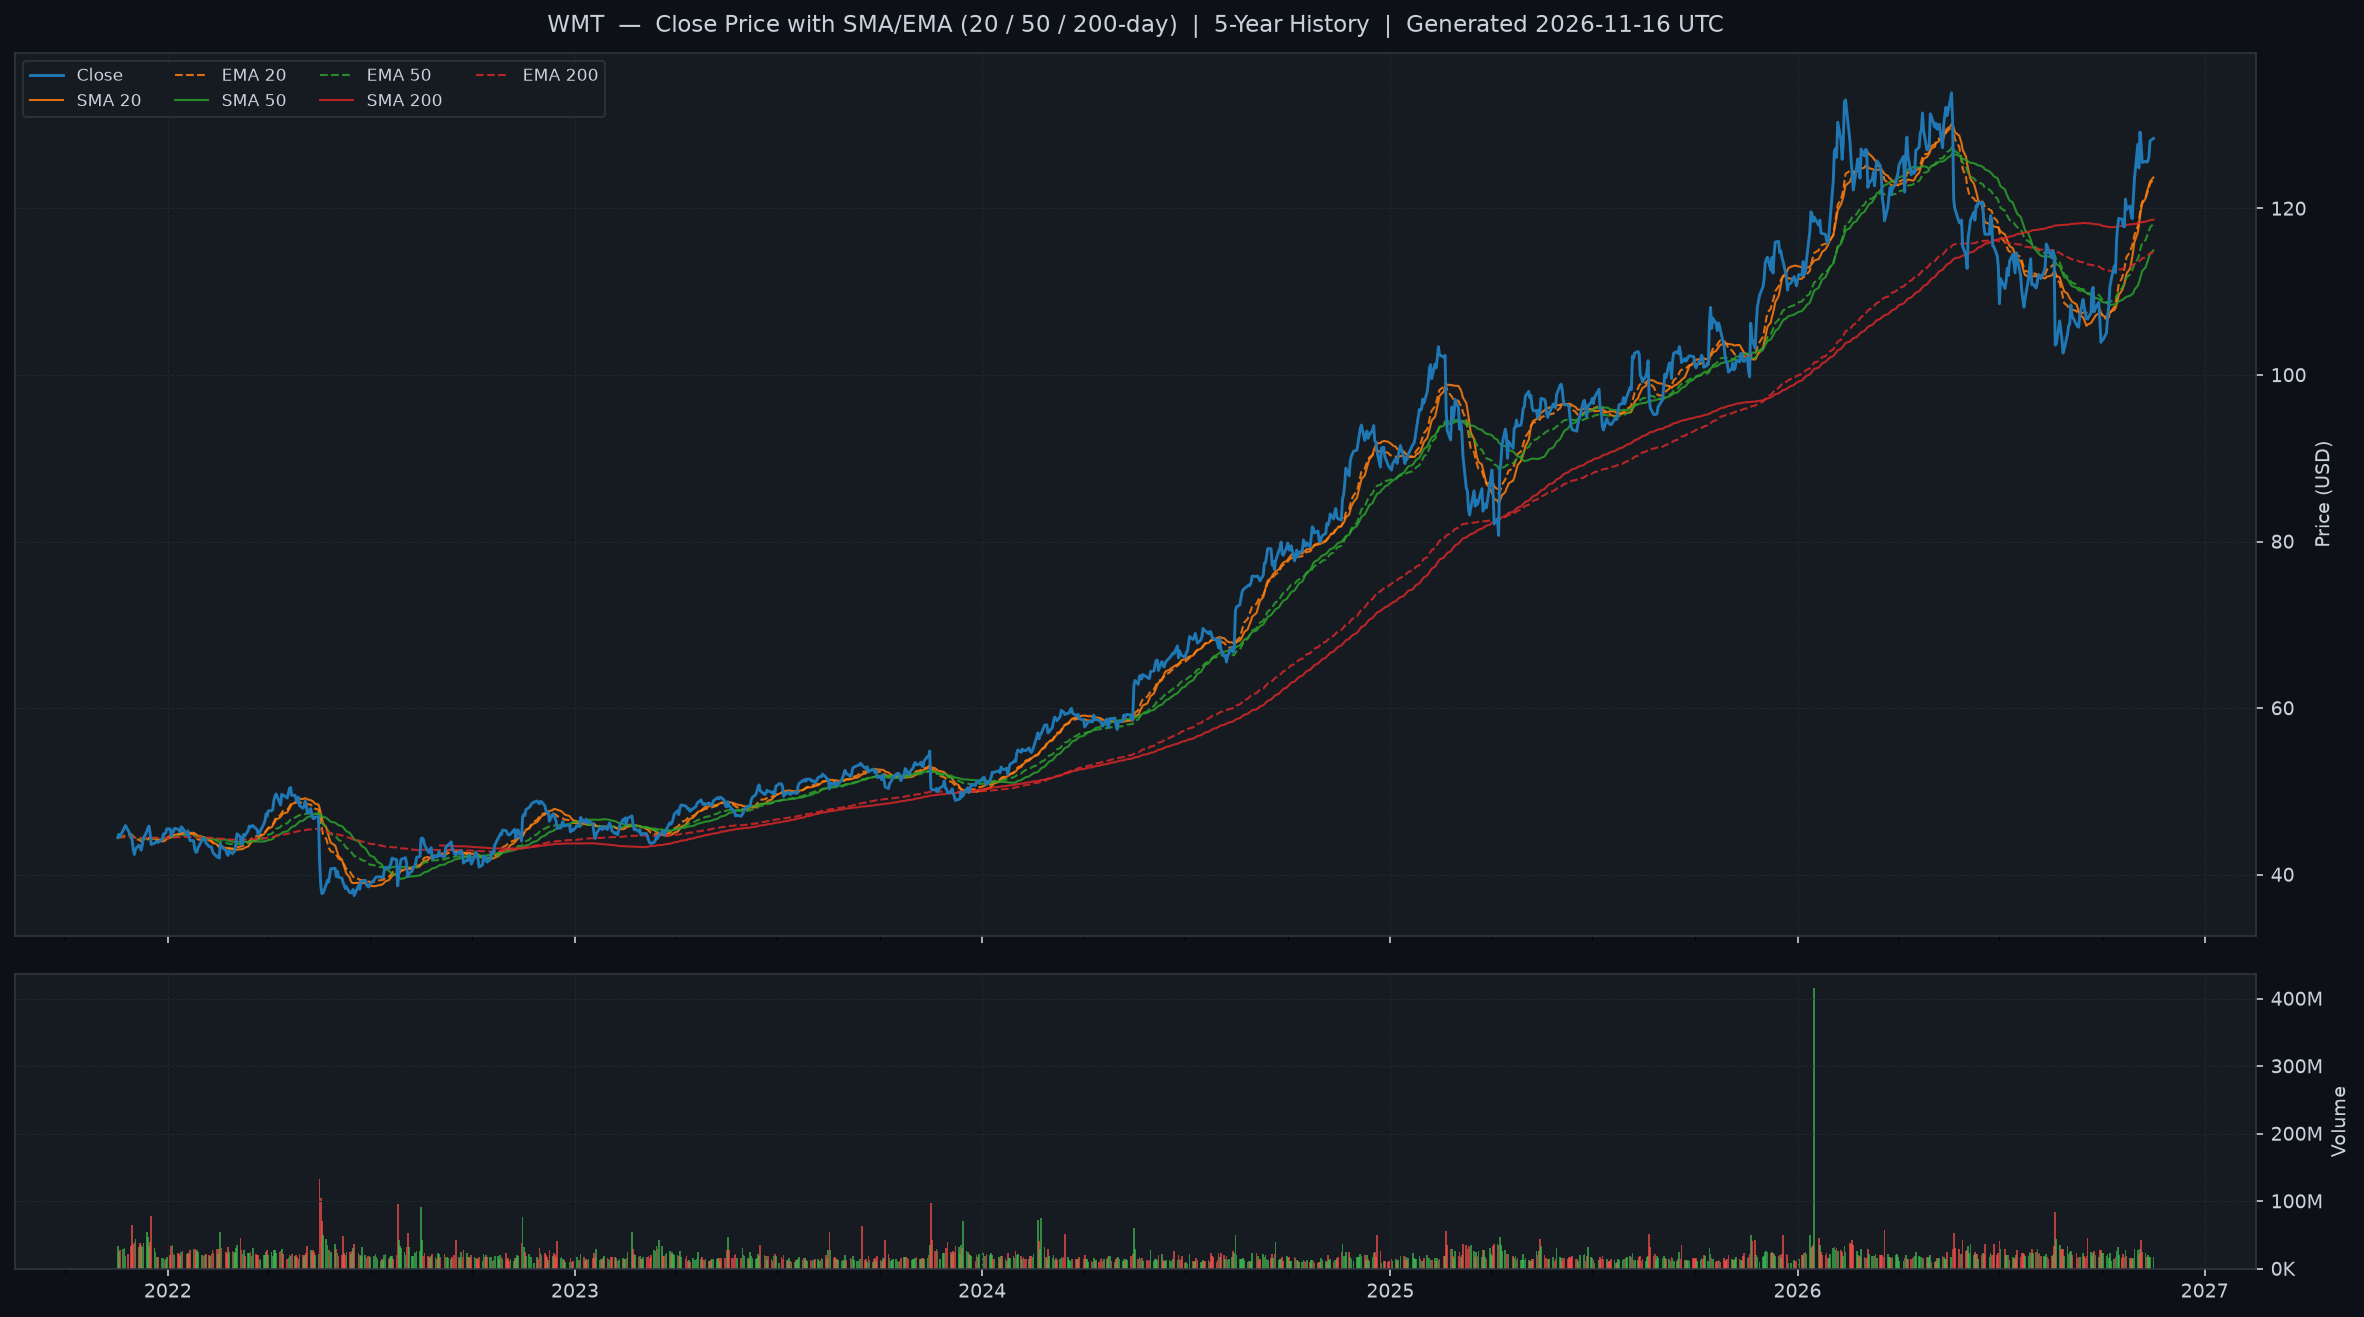 WMT — Close Price with SMA/EMA (20 / 50 / 200-day) | 5-Year History | Generated 2026-11-16 UTC
Close EMA 20 EMA 50 EMA 200
SMA 20 SMA 50 SMA 200
120
100
80
60
40
Price (USD)
400M
300M
200M
100M
0K
Volume
2022 2023 2024 2025 2026 2027